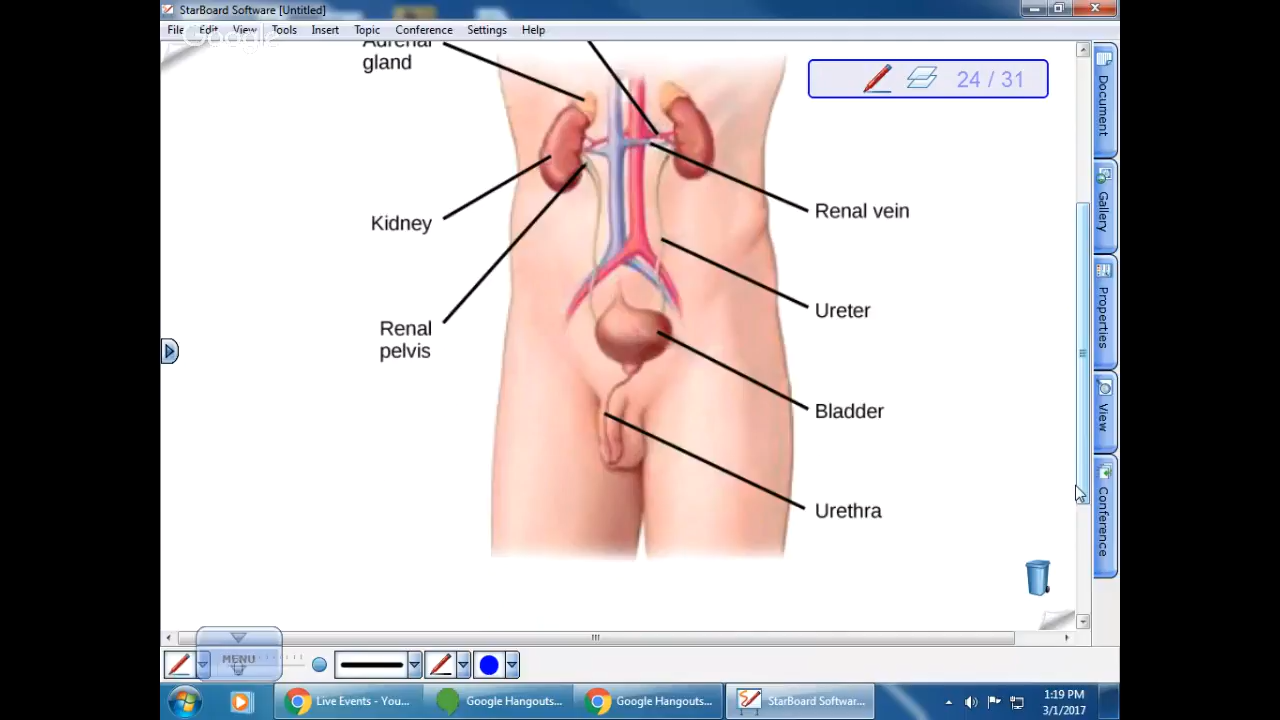 StarBoard Software [Untitled]
File Edit View Tools Insert Topic Conference Settings Help
Google
Adrenal
gland
24 / 31
Kidney
Renal vein
Ureter
Renal
pelvis
Bladder
Urethra
Document
Gallery
Properties
View
Conference
MENU
Live Events - You...
Google Hangouts...
Google Hangouts...
StarBoard Softwar...
1:19 PM
3/1/2017